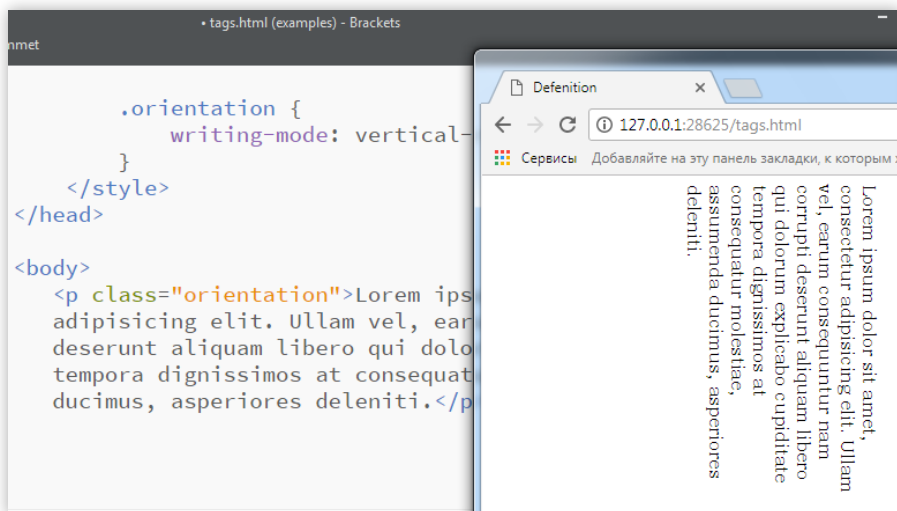 • tags.html (examples) - Brackets
nmet
.orientation {
writing-mode: vertical-
}
</style>
</head>
<body>
<p class="orientation">Lorem ips
adipisicing elit. Ullam vel, ear
deserunt aliquam libero qui dolo
tempora dignissimos at consequat
ducimus, asperiores deleniti.</p
Defenition
127.0.0.1:28625/tags.html
Сервисы Добавляйте на эту панель закладки, к которым
Lorem ipsum dolor sit amet,
consectetur adipisicing elit. Ullam
vel, earum consequuntur nam
corrupti deserunt aliquam libero
qui dolorum explicabo cupiditate
tempora dignissimos at
consequatur molestiae,
assumenda ducimus, asperiores
deleniti.